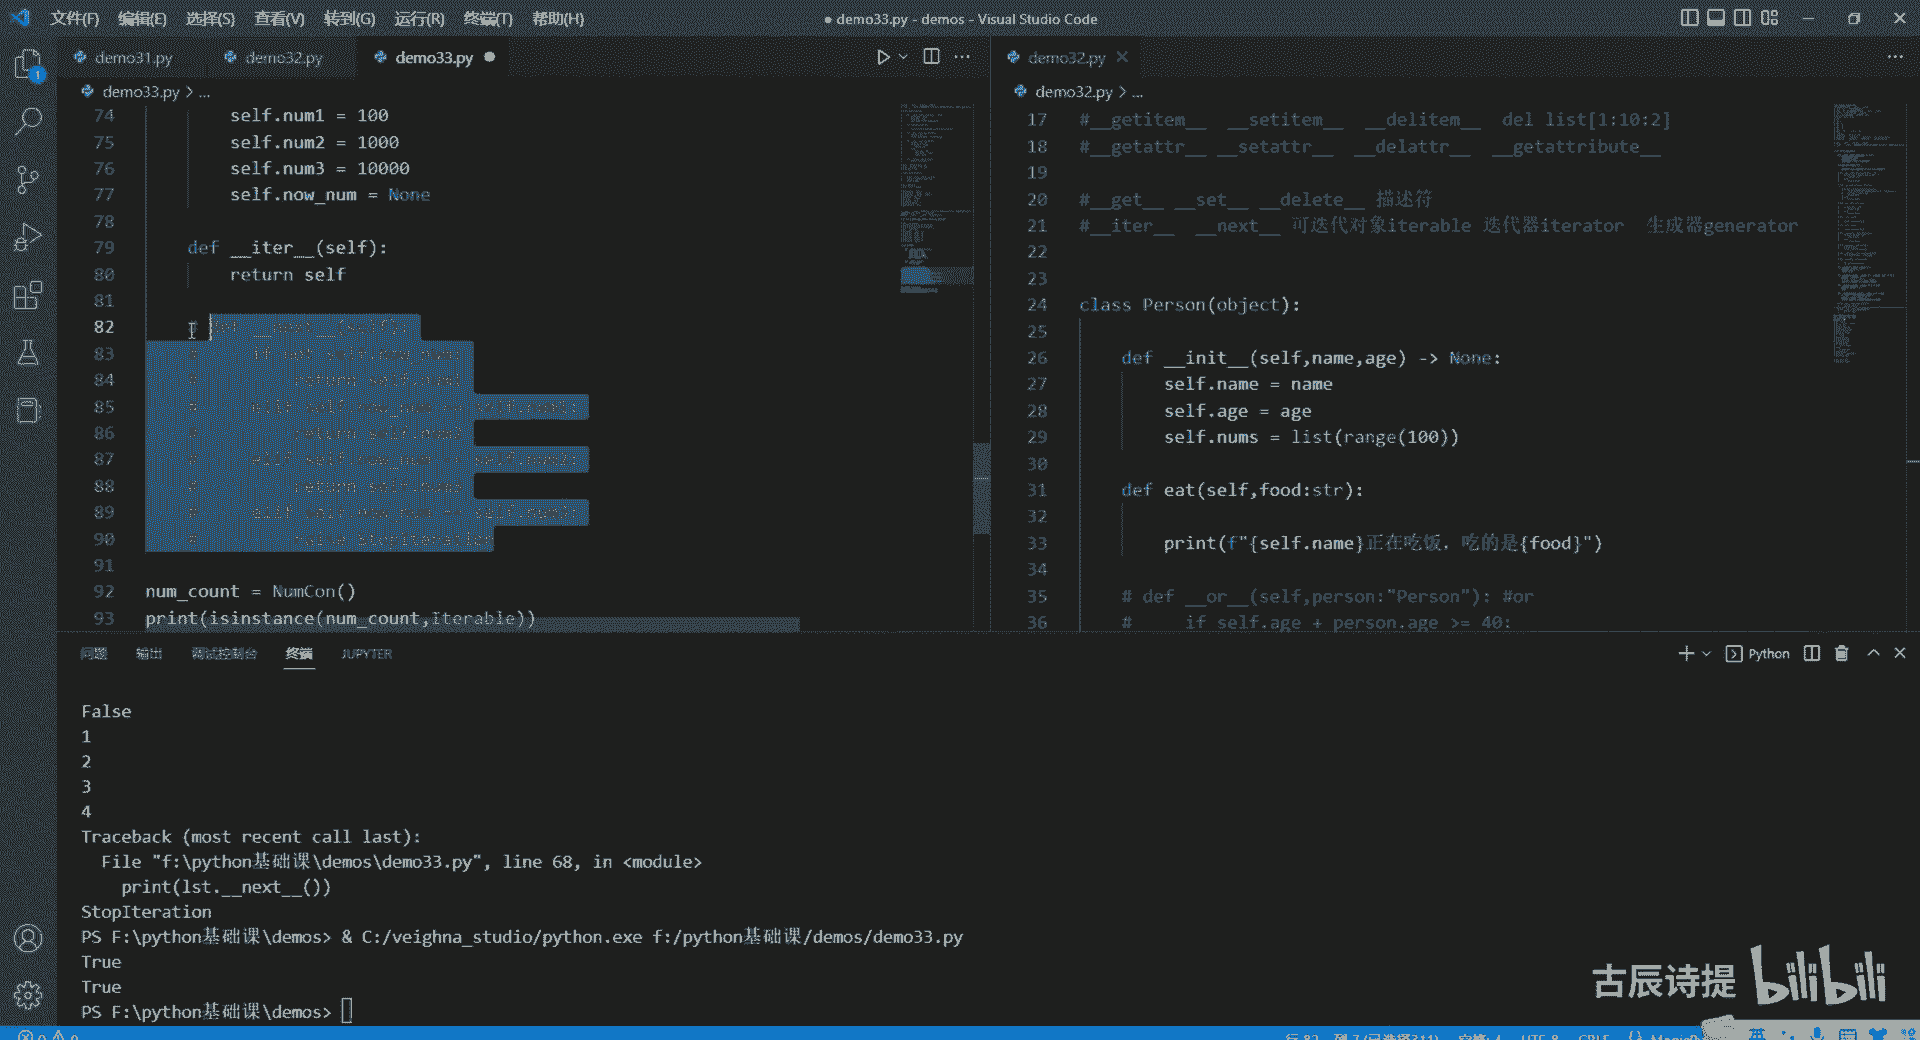 文件(F) 编辑(E) 选择(S) 查看(V) 转到(G) 运行(R) 终端(T) 帮助(H)
● demo33.py - demos - Visual Studio Code
demo31.py demo32.py demo33.py ●
demo33.py > ...
74 self.num1 = 100
75 self.num2 = 1000
76 self.num3 = 10000
77 self.now_num = None
78
79 def __iter__(self):
80 return self
81
82
83
84
85
86
87
88
89
90
91
92 num_count = NumCon()
93 print(isinstance(num_count,iterable))
demo32.py
demo32.py > ...
17 #__getitem__ __setitem__ __delitem__ del list[1:10:2]
18 #__getattr__ __setattr__ __delattr__ __getattribute__
19
20 #__get__ __set__ __delete__ 描述符
21 #__iter__ __next__ 可迭代对象iterable 迭代器iterator 生成器generator
22
23
24 class Person(object):
25
26 def __init__(self,name,age) -> None:
27 self.name = name
28 self.age = age
29 self.nums = list(range(100))
30
31 def eat(self,food:str):
32
33 print(f"{self.name}正在吃饭. 吃的是{food}")
34
35 # def __or__(self,person:"Person"): #or
36 # if self.age + person.age >= 40:
问题 输出 调试控制台 终端 JUPYTER
Python
False
1
2
3
4
Traceback (most recent call last):
File "f:\python基础课\demos\demo33.py", line 68, in <module>
print(lst.__next__())
StopIteration
PS F:\python基础课\demos> & C:/veighna_studio/python.exe f:/python基础课/demos/demo33.py
True
True
PS F:\python基础课\demos>
古辰诗提 bilibili